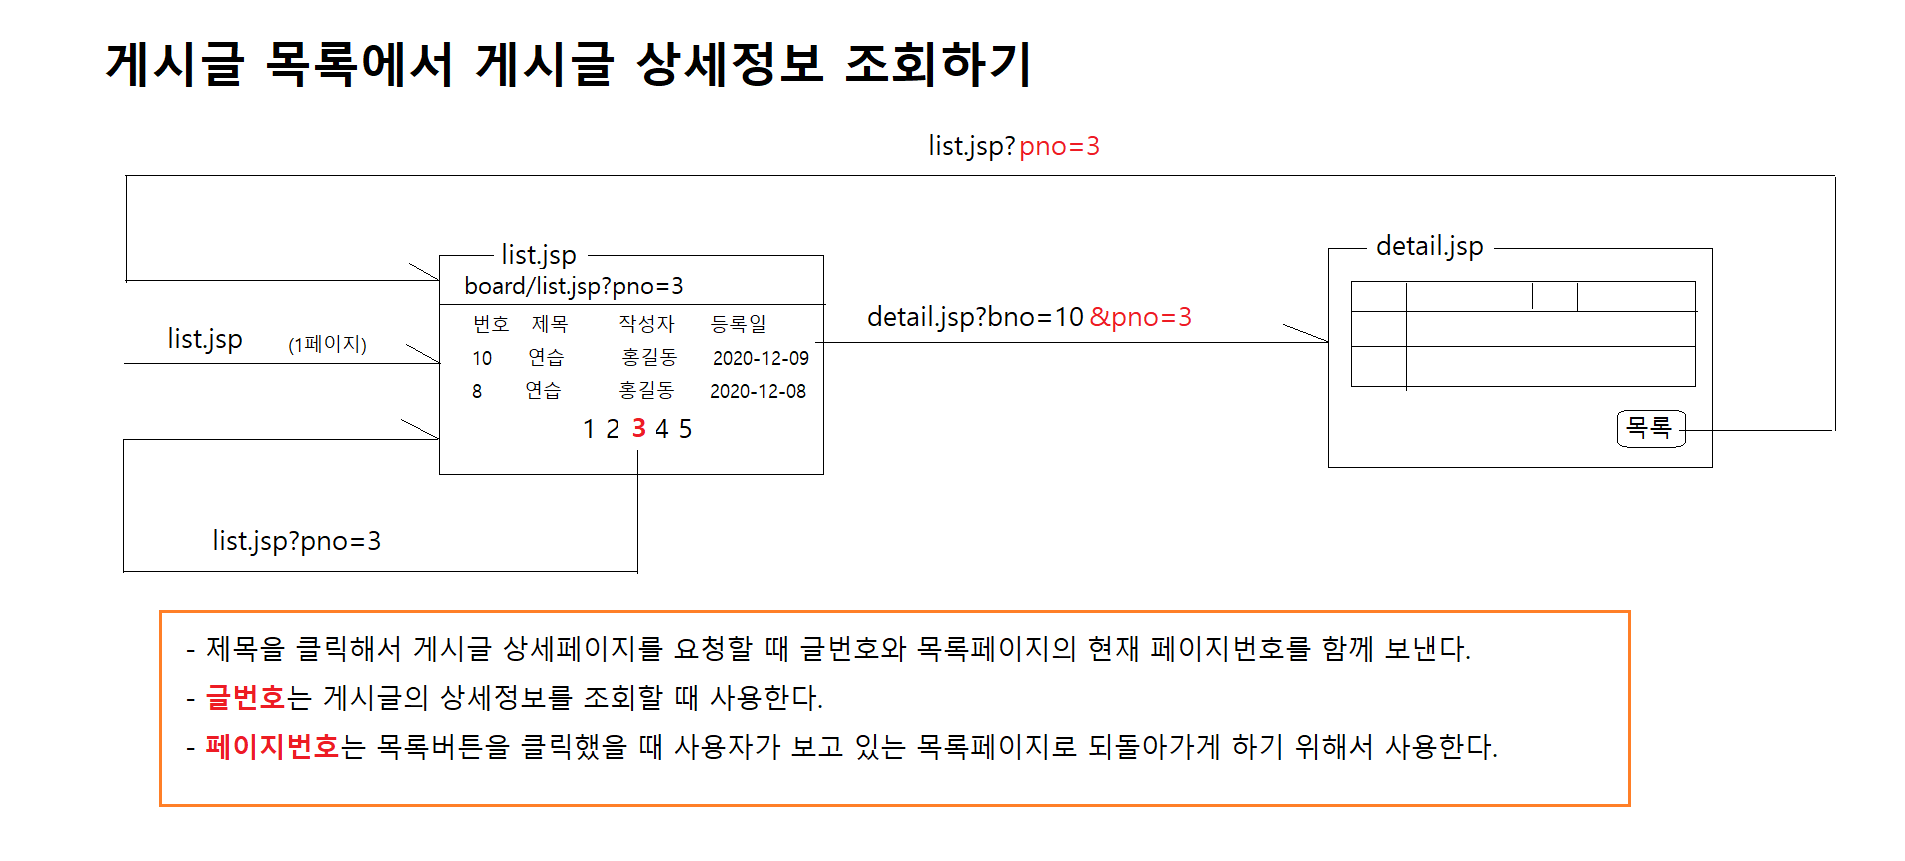 게시글 목록에서 게시글 상세정보 조회하기
list.jsp?pno=3
list.jsp
board/list.jsp?pno=3
번호 제목 작성자 등록일
10 연습 홍길동 2020-12-09
8 연습 홍길동 2020-12-08
1 2 3 4 5
list.jsp (1페이지)
list.jsp?pno=3
detail.jsp?bno=10 &pno=3
detail.jsp
목록
- 제목을 클릭해서 게시글 상세페이지를 요청할 때 글번호와 목록페이지의 현재 페이지번호를 함께 보낸다.
- 글번호는 게시글의 상세정보를 조회할 때 사용한다.
- 페이지번호는 목록버튼을 클릭했을 때 사용자가 보고 있는 목록페이지로 되돌아가게 하기 위해서 사용한다.